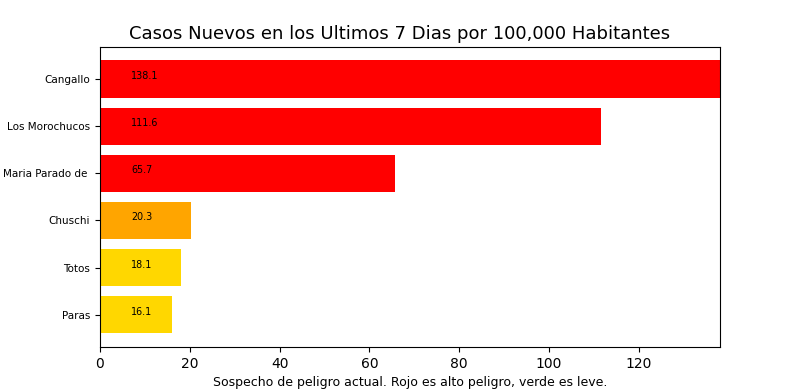 Casos Nuevos en los Ultimos 7 Dias por 100,000 Habitantes
Cangallo 138.1
Los Morochucos 111.6
Maria Parado de 65.7
Chuschi 20.3
Totos 18.1
Paras 16.1
0 20 40 60 80 100 120
Sospecho de peligro actual. Rojo es alto peligro, verde es leve.